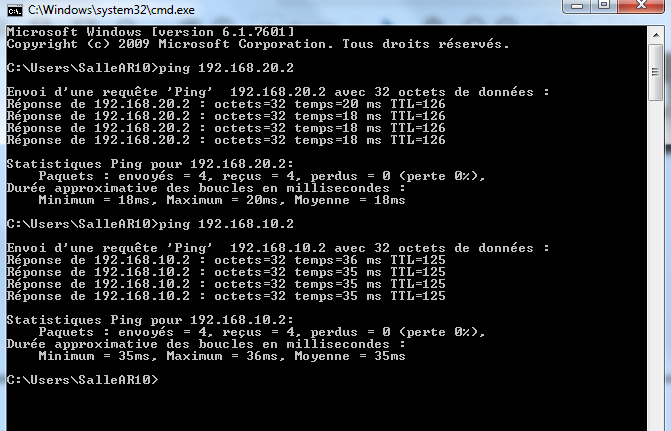 C:\Windows\system32\cmd.exe
Microsoft Windows [version 6.1.7601]
Copyright (c) 2009 Microsoft Corporation. Tous droits réservés.
C:\Users\SalleAR10>ping 192.168.20.2
Envoi d'une requête 'Ping'  192.168.20.2 avec 32 octets de données :
Réponse de 192.168.20.2 : octets=32 temps=20 ms TTL=126
Réponse de 192.168.20.2 : octets=32 temps=18 ms TTL=126
Réponse de 192.168.20.2 : octets=32 temps=18 ms TTL=126
Réponse de 192.168.20.2 : octets=32 temps=18 ms TTL=126
Statistiques Ping pour 192.168.20.2:
    Paquets : envoyés = 4, reçus = 4, perdus = 0 (perte 0%),
Durée approximative des boucles en millisecondes :
    Minimum = 18ms, Maximum = 20ms, Moyenne = 18ms
C:\Users\SalleAR10>ping 192.168.10.2
Envoi d'une requête 'Ping'  192.168.10.2 avec 32 octets de données :
Réponse de 192.168.10.2 : octets=32 temps=36 ms TTL=125
Réponse de 192.168.10.2 : octets=32 temps=35 ms TTL=125
Réponse de 192.168.10.2 : octets=32 temps=35 ms TTL=125
Réponse de 192.168.10.2 : octets=32 temps=35 ms TTL=125
Statistiques Ping pour 192.168.10.2:
    Paquets : envoyés = 4, reçus = 4, perdus = 0 (perte 0%),
Durée approximative des boucles en millisecondes :
    Minimum = 35ms, Maximum = 36ms, Moyenne = 35ms
C:\Users\SalleAR10>